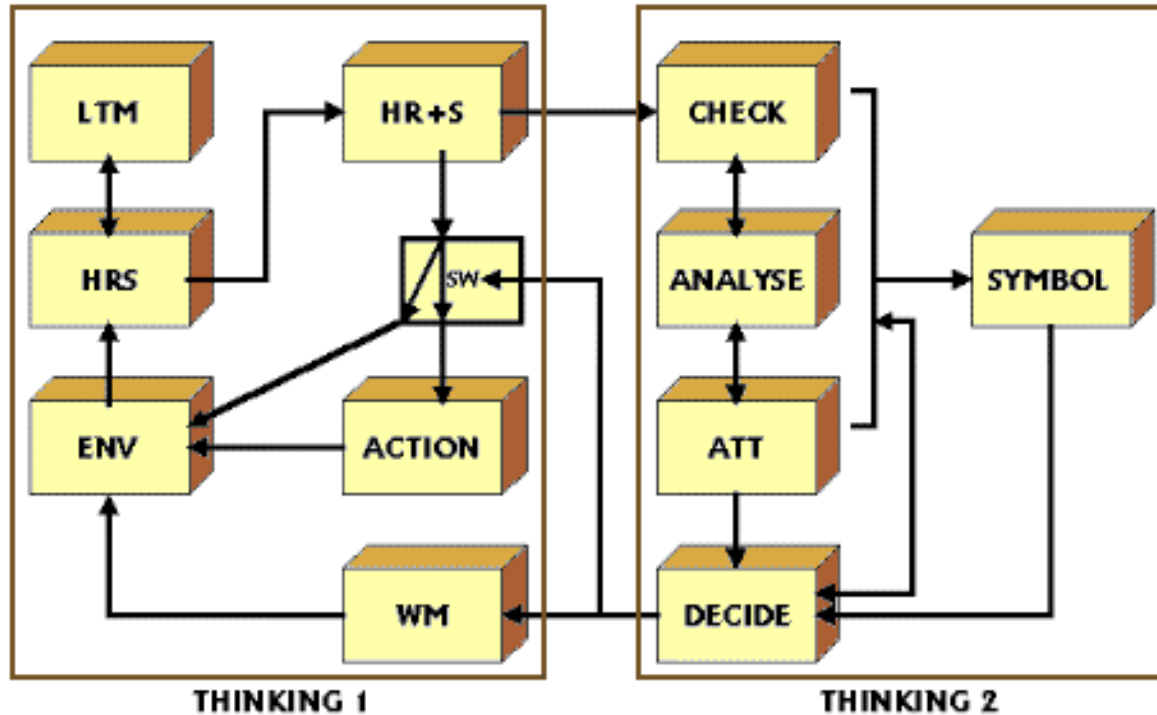 LTM
HR+S
CHECK
HRS
SW
ANALYSE
SYMBOL
ENV
ACTION
ATT
WM
DECIDE
THINKING 1
THINKING 2